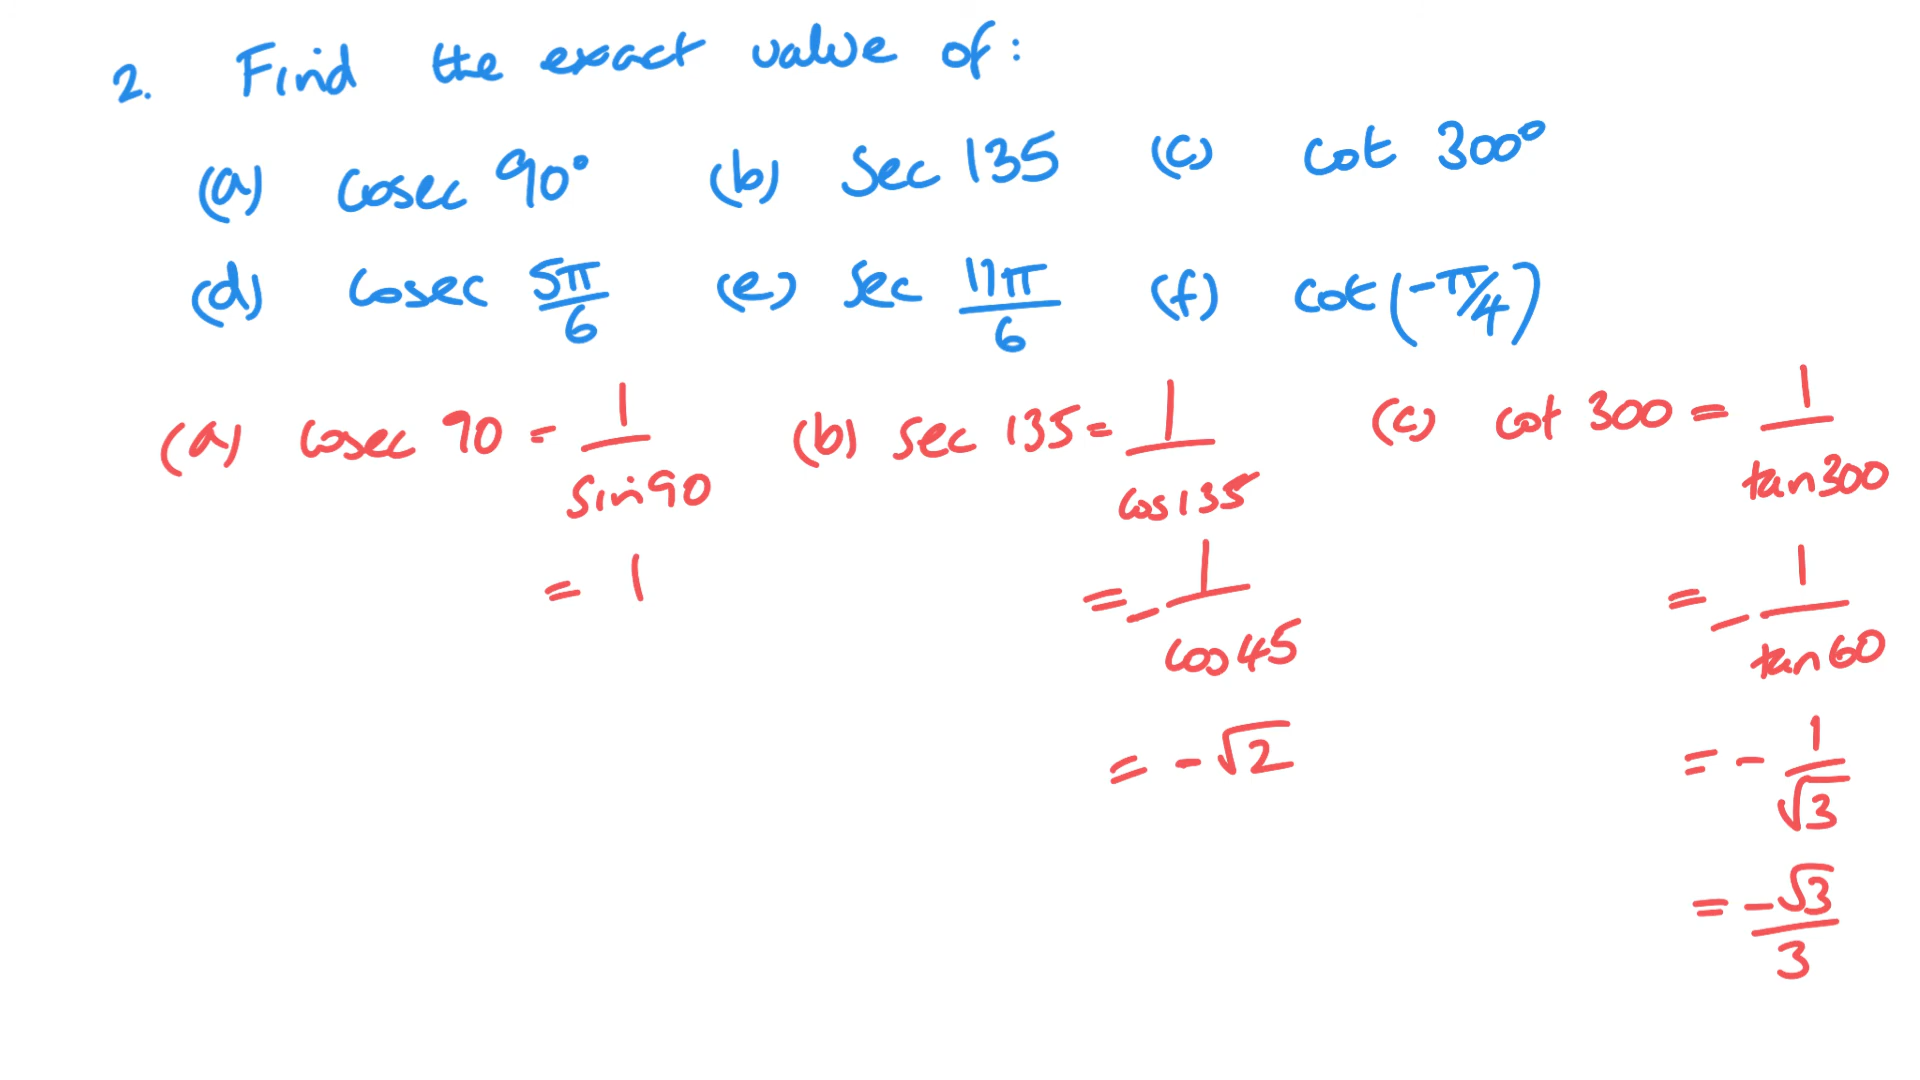 2. Find the exact value of:
(a) cosec 90° (b) sec 135 (c) cot 300°
(d) cosec 5π/6 (e) sec 11π/6 (f) cot(-π/4)
(a) cosec 90 = 1/sin90 (b) sec 135 = 1/cos135 (c) cot 300 = 1/tan300
= 1 = - 1/cos45 = - 1/tan60
= -√2 = - 1/√3
= -√3/3